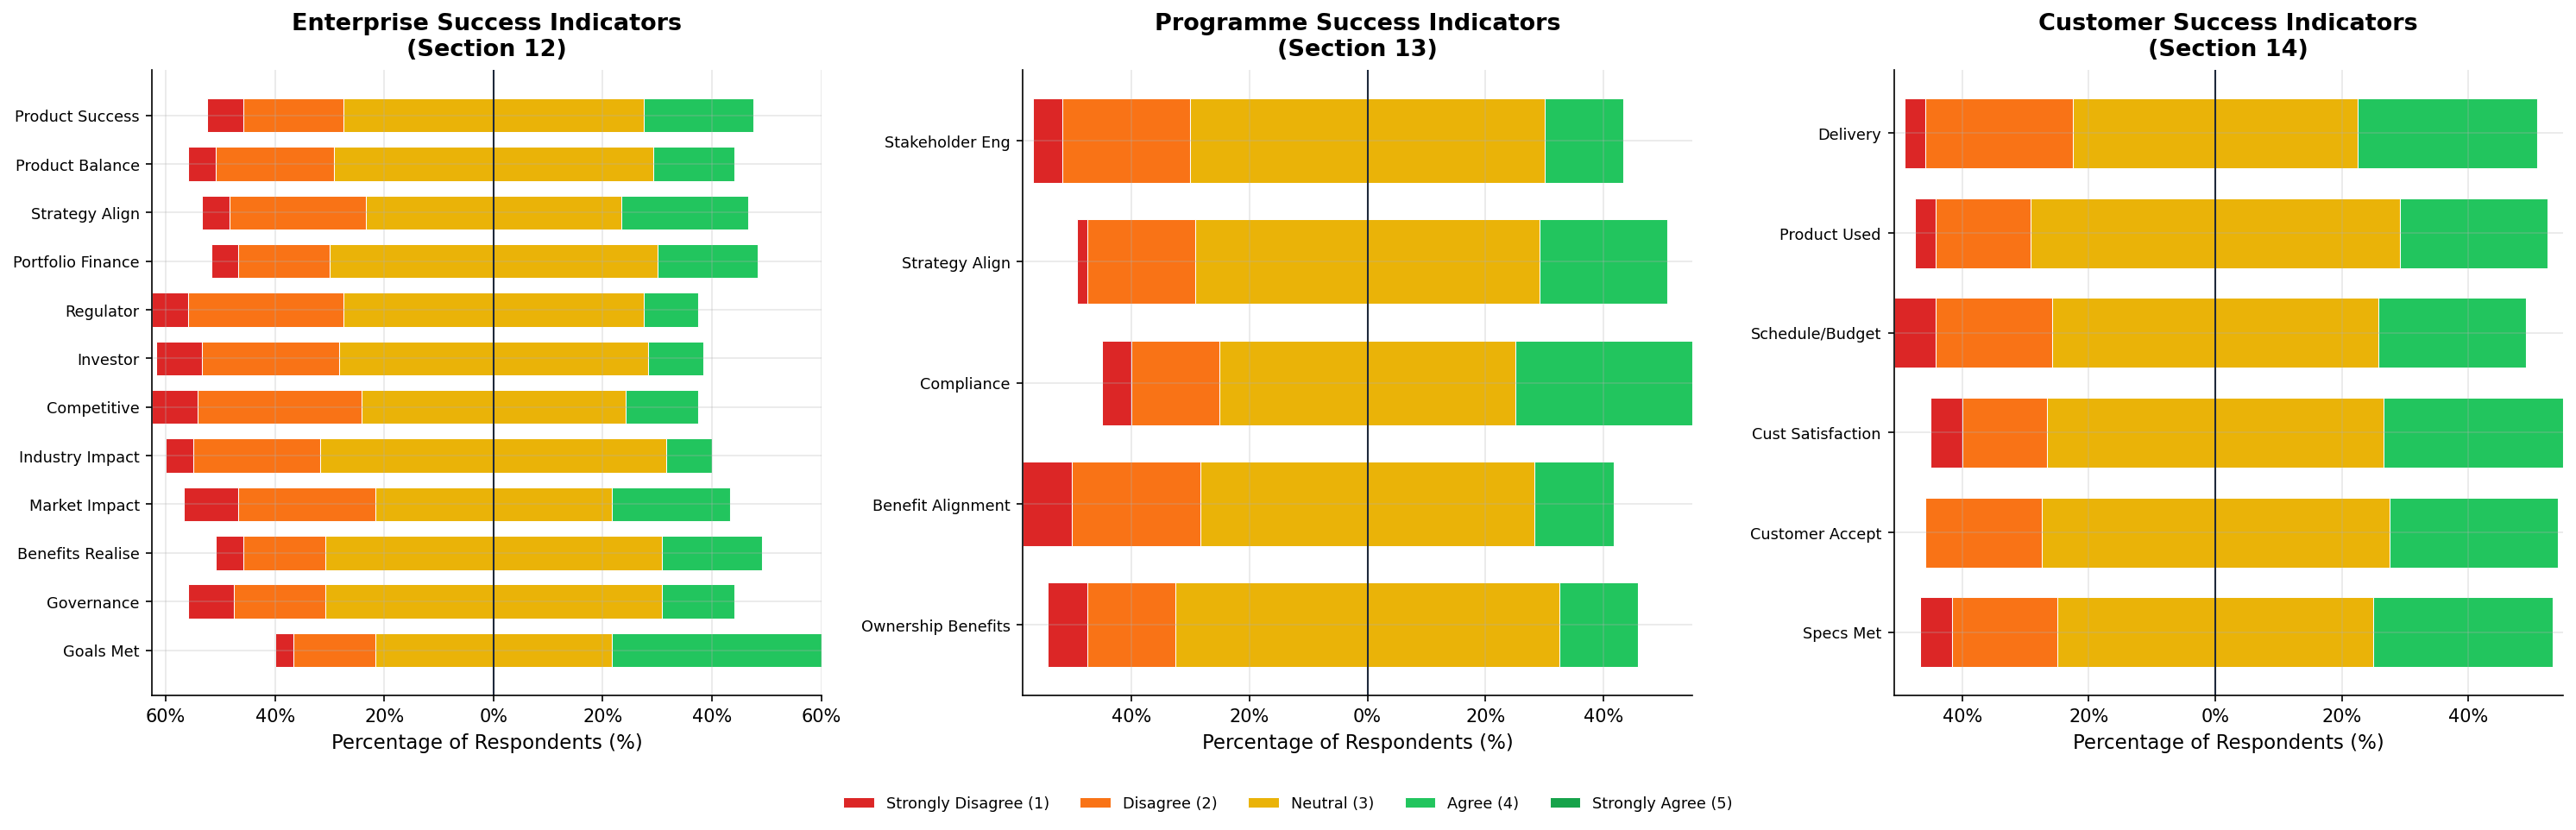 Enterprise Success Indicators
(Section 12)
Product Success
Product Balance
Strategy Align
Portfolio Finance
Regulator
Investor
Competitive
Industry Impact
Market Impact
Benefits Realise
Governance
Goals Met
60% 40% 20% 0% 20% 40% 60%
Percentage of Respondents (%)
Programme Success Indicators
(Section 13)
Stakeholder Eng
Strategy Align
Compliance
Benefit Alignment
Ownership Benefits
40% 20% 0% 20% 40%
Percentage of Respondents (%)
Customer Success Indicators
(Section 14)
Delivery
Product Used
Schedule/Budget
Cust Satisfaction
Customer Accept
Specs Met
40% 20% 0% 20% 40%
Percentage of Respondents (%)
Strongly Disagree (1) Disagree (2) Neutral (3) Agree (4) Strongly Agree (5)